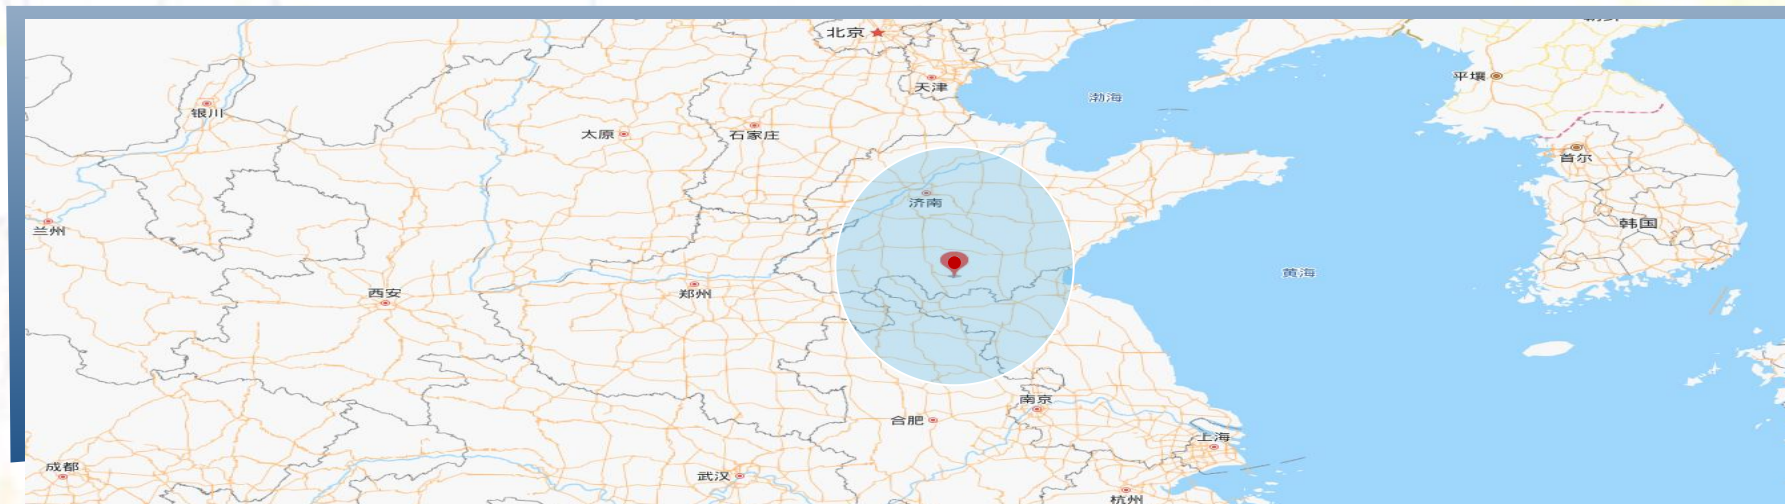 北京
天津
平壤
渤海
银川
太原
石家庄
首尔
济南
兰州
韩国
黄海
西安
郑州
南京
合肥
上海
成都
武汉
杭州